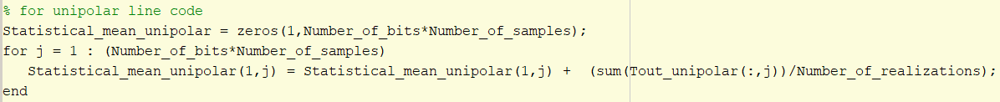 % for unipolar line code
Statistical_mean_unipolar = zeros(1,Number_of_bits*Number_of_samples);
for j = 1 : (Number_of_bits*Number_of_samples)
   Statistical_mean_unipolar(1,j) = Statistical_mean_unipolar(1,j) +  (sum(Tout_unipolar(:,j))/Number_of_realizations);
end